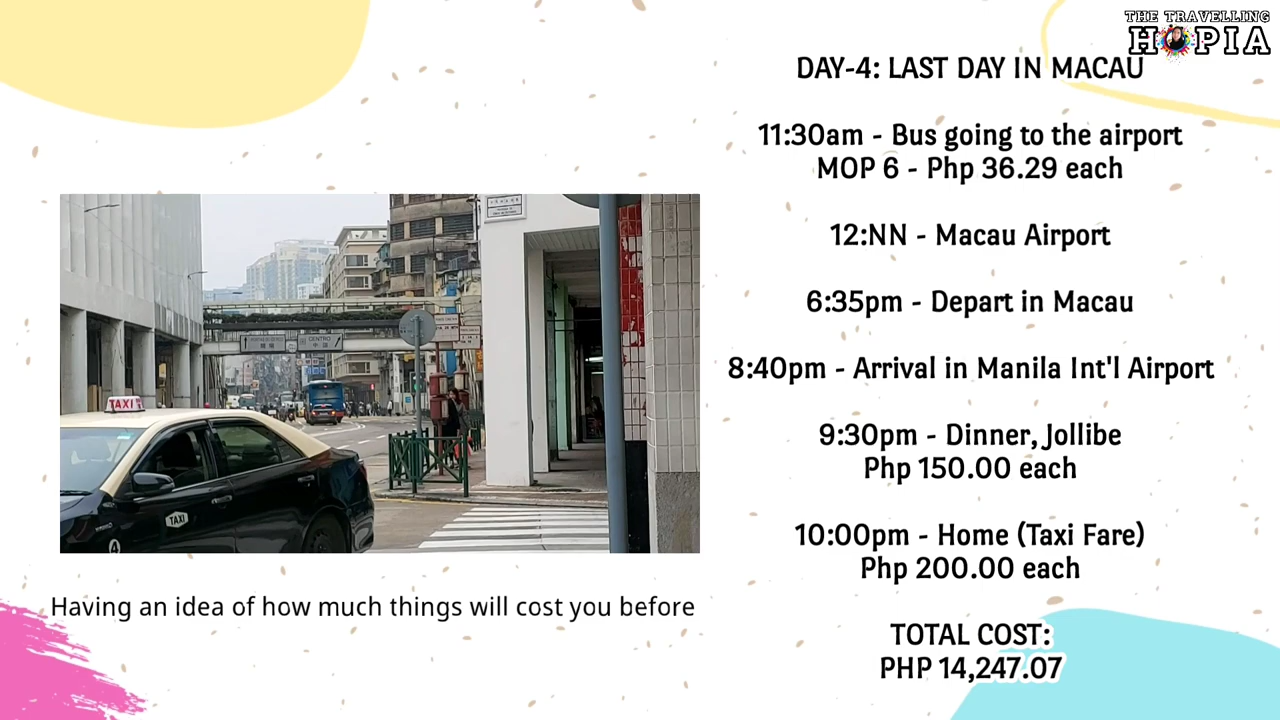 THE TRAVELLING
HOPIA
DAY-4: LAST DAY IN MACAU
11:30am - Bus going to the airport
MOP 6 - Php 36.29 each
12:NN - Macau Airport
6:35pm - Depart in Macau
8:40pm - Arrival in Manila Int'l Airport
9:30pm - Dinner, Jollibe
Php 150.00 each
10:00pm - Home (Taxi Fare)
Php 200.00 each
TOTAL COST:
PHP 14,247.07
CENTRO
TAXI
TAXI
4
Having an idea of how much things will cost you before